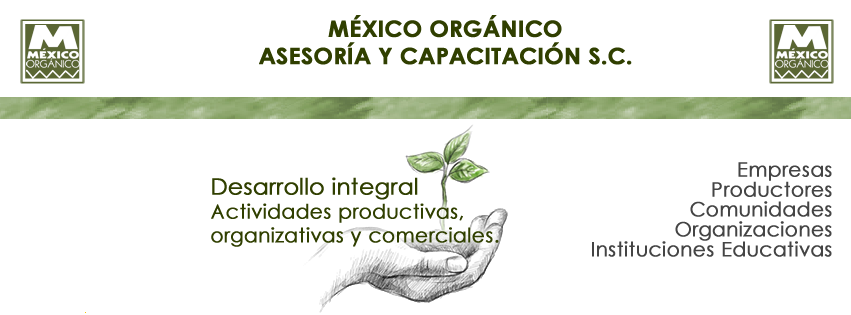 M
MÉXICO
ORGÁNICO
MÉXICO ORGÁNICO
ASESORÍA Y CAPACITACIÓN S.C.
M
MÉXICO
ORGÁNICO
Desarrollo integral
Actividades productivas,
organizativas y comerciales.
Empresas
Productores
Comunidades
Organizaciones
Instituciones Educativas